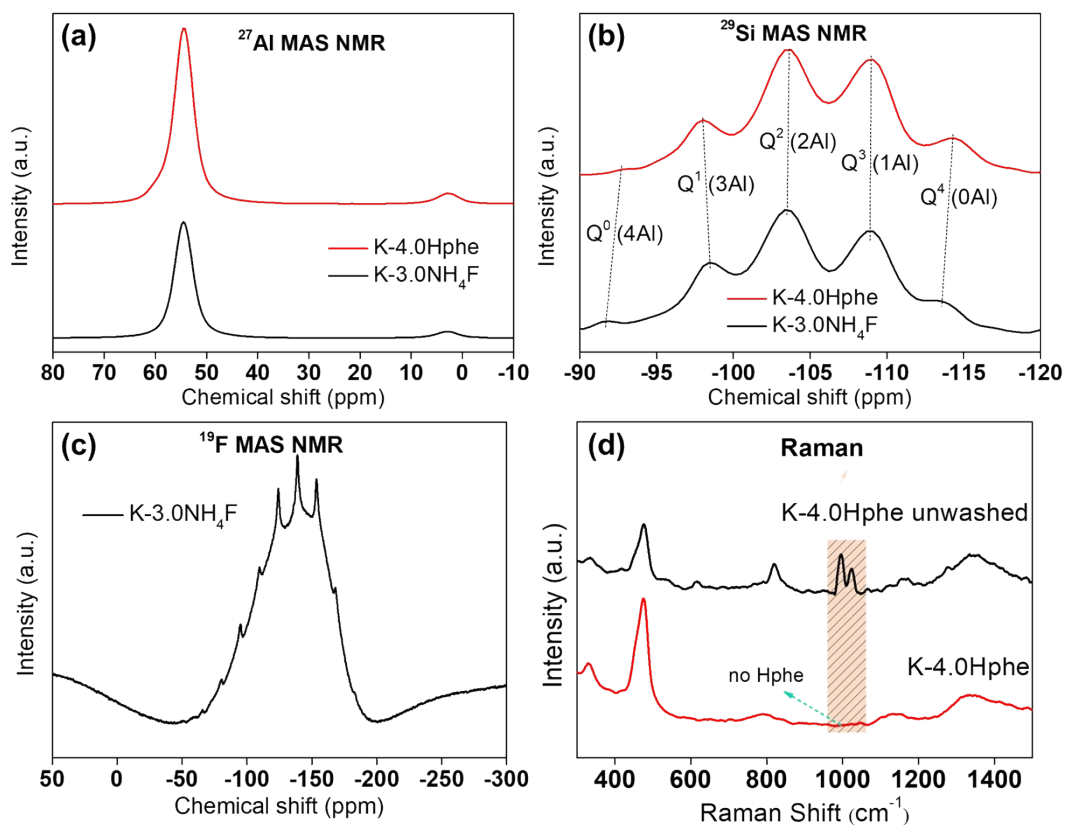 (a)
²⁷Al MAS NMR
Intensity (a.u.)
K-4.0Hphe
K-3.0NH₄F
80 70 60 50 40 30 20 10 0 -10
Chemical shift (ppm)
(b)
²⁹Si MAS NMR
Intensity (a.u.)
Q⁰ (4Al)
Q¹ (3Al)
Q² (2Al)
Q³ (1Al)
Q⁴ (0Al)
K-4.0Hphe
K-3.0NH₄F
-90 -95 -100 -105 -110 -115 -120
Chemical shift (ppm)
(c)
¹⁹F MAS NMR
K-3.0NH₄F
Intensity (a.u.)
50 0 -50 -100 -150 -200 -250 -300
Chemical shift (ppm)
(d)
Raman
K-4.0Hphe unwashed
Intensity (a.u.)
no Hphe
K-4.0Hphe
400 600 800 1000 1200 1400
Raman Shift (cm⁻¹)